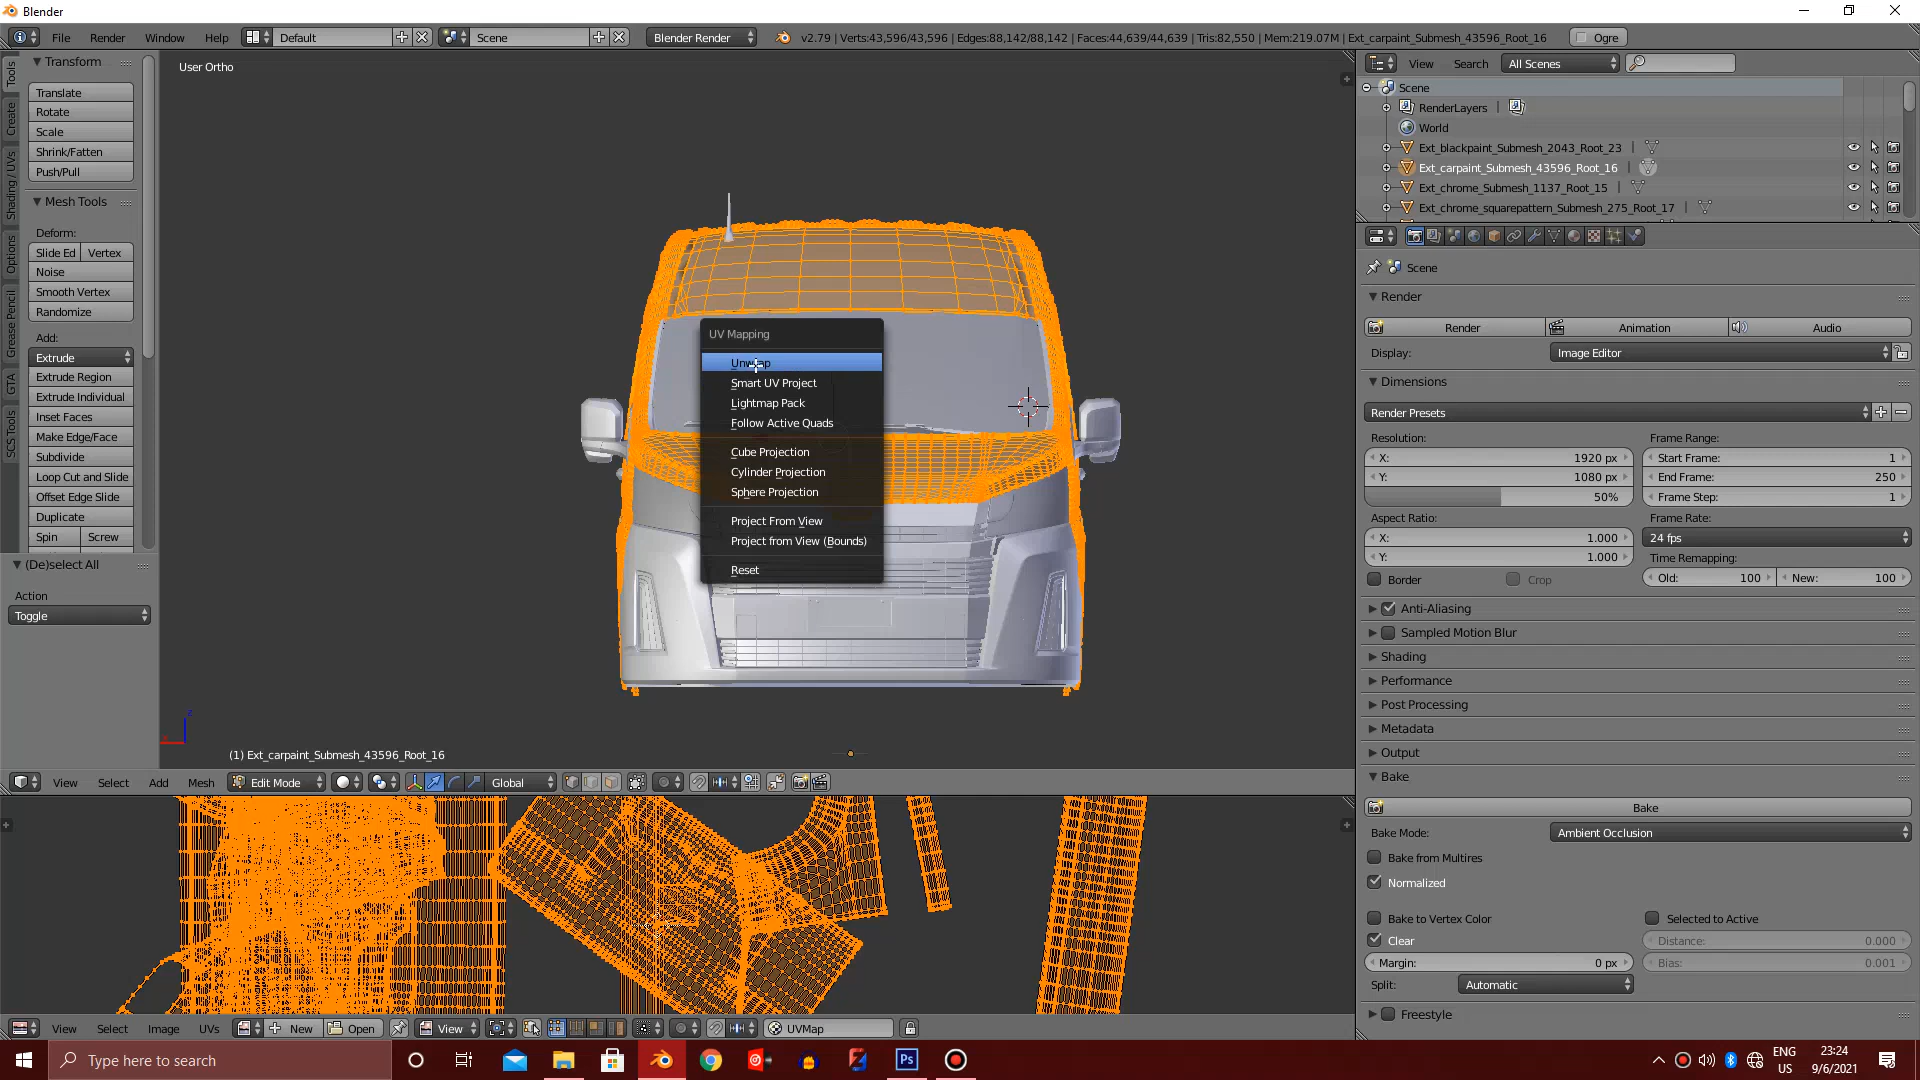 Blender
File Render Window Help Default Scene Blender Render v2.79 | Verts:43,596/43,596 | Edges:88,142/88,142 | Faces:44,639/44,639 | Tris:82,550 | Mem:219.07M | Ext_carpaint_Submesh_43596_Root_16 Ogre
Tools
Create
Shading / UVs
Options
Grease Pencil
GTA
SCS Tools
Transform
Translate
Rotate
Scale
Shrink/Fatten
Push/Pull
Mesh Tools
Deform:
Slide Ed Vertex
Noise
Smooth Vertex
Randomize
Add:
Extrude
Extrude Region
Extrude Individual
Inset Faces
Make Edge/Face
Subdivide
Loop Cut and Slide
Offset Edge Slide
Duplicate
Spin Screw
(De)select All
Action
Toggle
User Ortho
UV Mapping
Unwrap
Smart UV Project
Lightmap Pack
Follow Active Quads
Cube Projection
Cylinder Projection
Sphere Projection
Project From View
Project from View (Bounds)
Reset
z
(1) Ext_carpaint_Submesh_43596_Root_16
View Select Add Mesh Edit Mode Global
View Select Image UVs New Open View UVMap
View Search All Scenes
Scene
RenderLayers
World
Ext_blackpaint_Submesh_2043_Root_23
Ext_carpaint_Submesh_43596_Root_16
Ext_chrome_Submesh_1137_Root_15
Ext_chrome_squarepattern_Submesh_275_Root_17
Scene
Render
Render Animation Audio
Display: Image Editor
Dimensions
Render Presets
Resolution: Frame Range:
X: 1920 px Start Frame: 1
Y: 1080 px End Frame: 250
50% Frame Step: 1
Aspect Ratio: Frame Rate:
X: 1.000 24 fps
Y: 1.000 Time Remapping:
Border Crop Old: 100 New: 100
Anti-Aliasing
Sampled Motion Blur
Shading
Performance
Post Processing
Metadata
Output
Bake
Bake
Bake Mode: Ambient Occlusion
Bake from Multires
Normalized
Bake to Vertex Color Selected to Active
Clear Distance: 0.000
Margin: 0 px Bias: 0.001
Split: Automatic
Freestyle
Type here to search Ps ENG US 23:24 9/6/2021